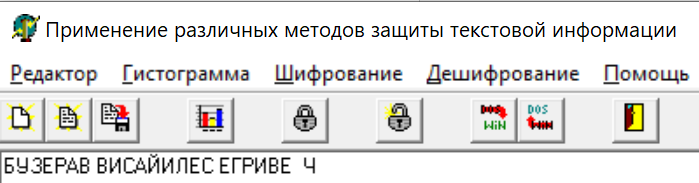 Применение различных методов защиты текстовой информации
Редактор Гистограмма Шифрование Дешифрование Помощь
DOS WIN DOS WIN
БУЗЕРАВ ВИСАЙИЛЕС ЕГРИВЕ Ч